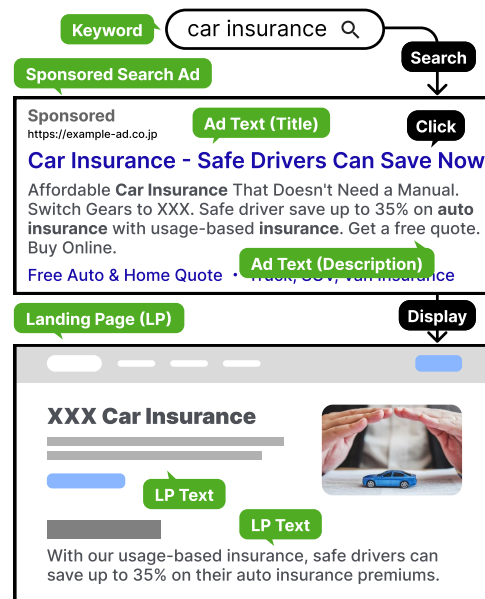 Keyword
car insurance
Search
Sponsored Search Ad
Sponsored
https://example-ad.co.jp
Ad Text (Title)
Click
Car Insurance - Safe Drivers Can Save Now
Affordable Car Insurance That Doesn't Need a Manual.
Switch Gears to XXX. Safe driver save up to 35% on auto
insurance with usage-based insurance. Get a free quote.
Buy Online.
Ad Text (Description)
Free Auto & Home Quote ・ Truck, SUV, Van Insurance
Landing Page (LP)
Display
XXX Car Insurance
LP Text
LP Text
With our usage-based insurance, safe drivers can
save up to 35% on their auto insurance premiums.